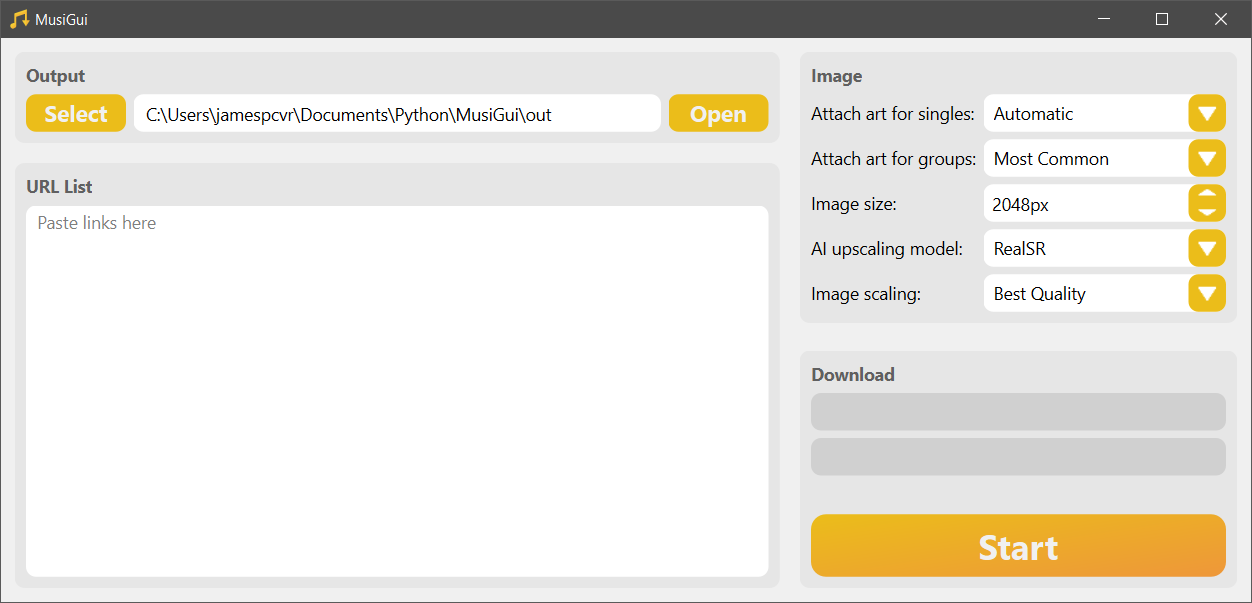 MusiGui
Output
Select
C:\Users\jamespcvr\Documents\Python\MusiGui\out
Open
URL List
Paste links here
Image
Attach art for singles: Automatic
Attach art for groups: Most Common
Image size: 2048px
AI upscaling model: RealSR
Image scaling: Best Quality
Download
Start